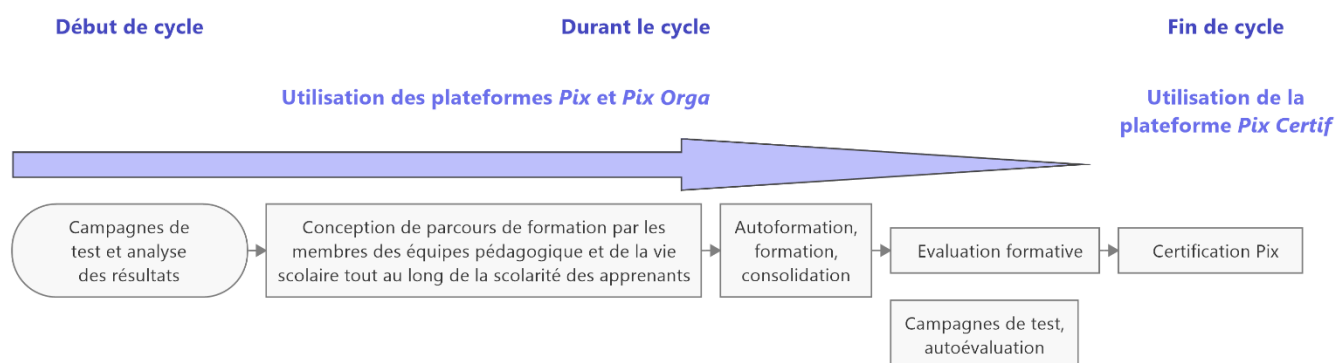 Début de cycle
Durant le cycle
Fin de cycle
Utilisation des plateformes Pix et Pix Orga
Utilisation de la
plateforme Pix Certif
Campagnes de
test et analyse
des résultats
Conception de parcours de formation par les
membres des équipes pédagogique et de la vie
scolaire tout au long de la scolarité des apprenants
Autoformation,
formation,
consolidation
Evaluation formative
Certification Pix
Campagnes de test,
autoévaluation